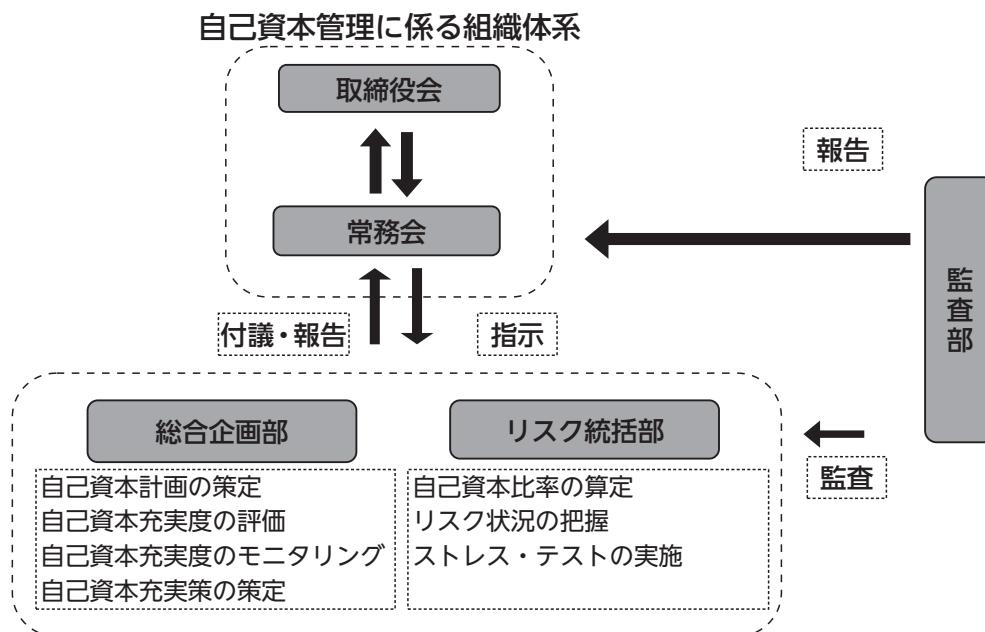 自己資本管理に係る組織体系
取締役会
報告
常務会
監査部
付議・報告
指示
総合企画部
リスク統括部
監査
自己資本計画の策定
自己資本充実度の評価
自己資本充実度のモニタリング
自己資本充実策の策定
自己資本比率の算定
リスク状況の把握
ストレス・テストの実施